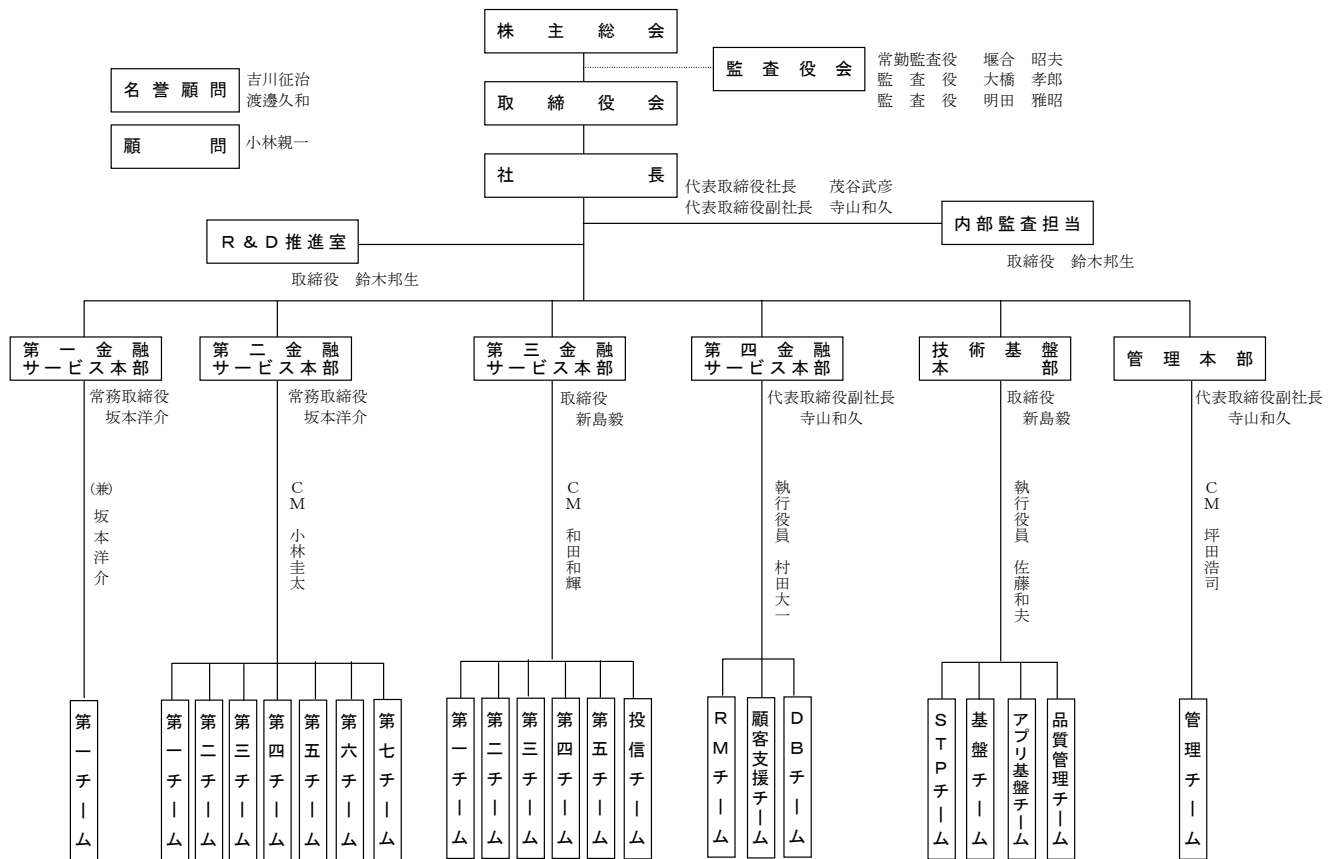 株主総会
監査役会
常勤監査役 堰合 昭夫
監査役 大橋 孝郎
監査役 明田 雅昭
名誉顧問
吉川征治
渡邊久和
取締役会
顧問
小林親一
社長
代表取締役社長 茂谷武彦
代表取締役副社長 寺山和久
R&D推進室
取締役 鈴木邦生
内部監査担当
取締役 鈴木邦生
第一金融
サービス本部
常務取締役
坂本洋介
第二金融
サービス本部
常務取締役
坂本洋介
第三金融
サービス本部
取締役
新島毅
第四金融
サービス本部
代表取締役副社長
寺山和久
技術基盤
本部
取締役
新島毅
管理本部
代表取締役副社長
寺山和久
(兼) 坂本洋介
CM 小林圭太
CM 和田和輝
執行役員 村田大一
執行役員 佐藤和夫
CM 坪田浩司
第一チーム
第一チーム
第二チーム
第三チーム
第四チーム
第五チーム
第六チーム
第七チーム
第一チーム
第二チーム
第三チーム
第四チーム
第五チーム
投信チーム
RMチーム
顧客支援チーム
DBチーム
STPチーム
基盤チーム
アプリ基盤チーム
品質管理チーム
管理チーム